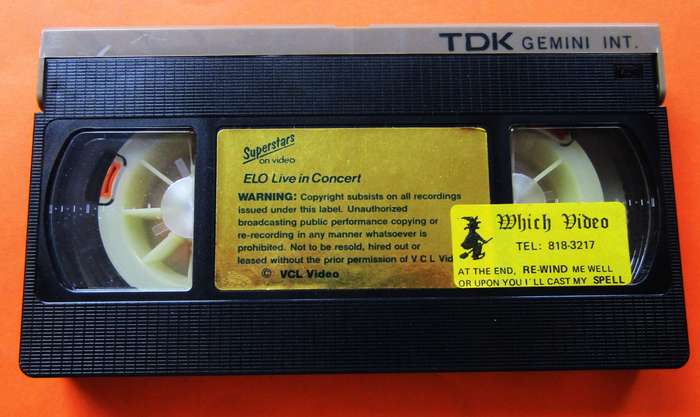 TDK GEMINI INT.
Superstars
on video
ELO Live in Concert
WARNING: Copyright subsists on all recordings
issued under this label. Unauthorized
broadcasting public performance copying or
re-recording in any manner whatsoever is
prohibited. Not to be resold, hired out or
leased without the prior permission of V C L Vid
© VCL Video
Which Video
TEL: 818-3217
AT THE END, RE-WIND ME WELL
OR UPON YOU I'LL CAST MY SPELL